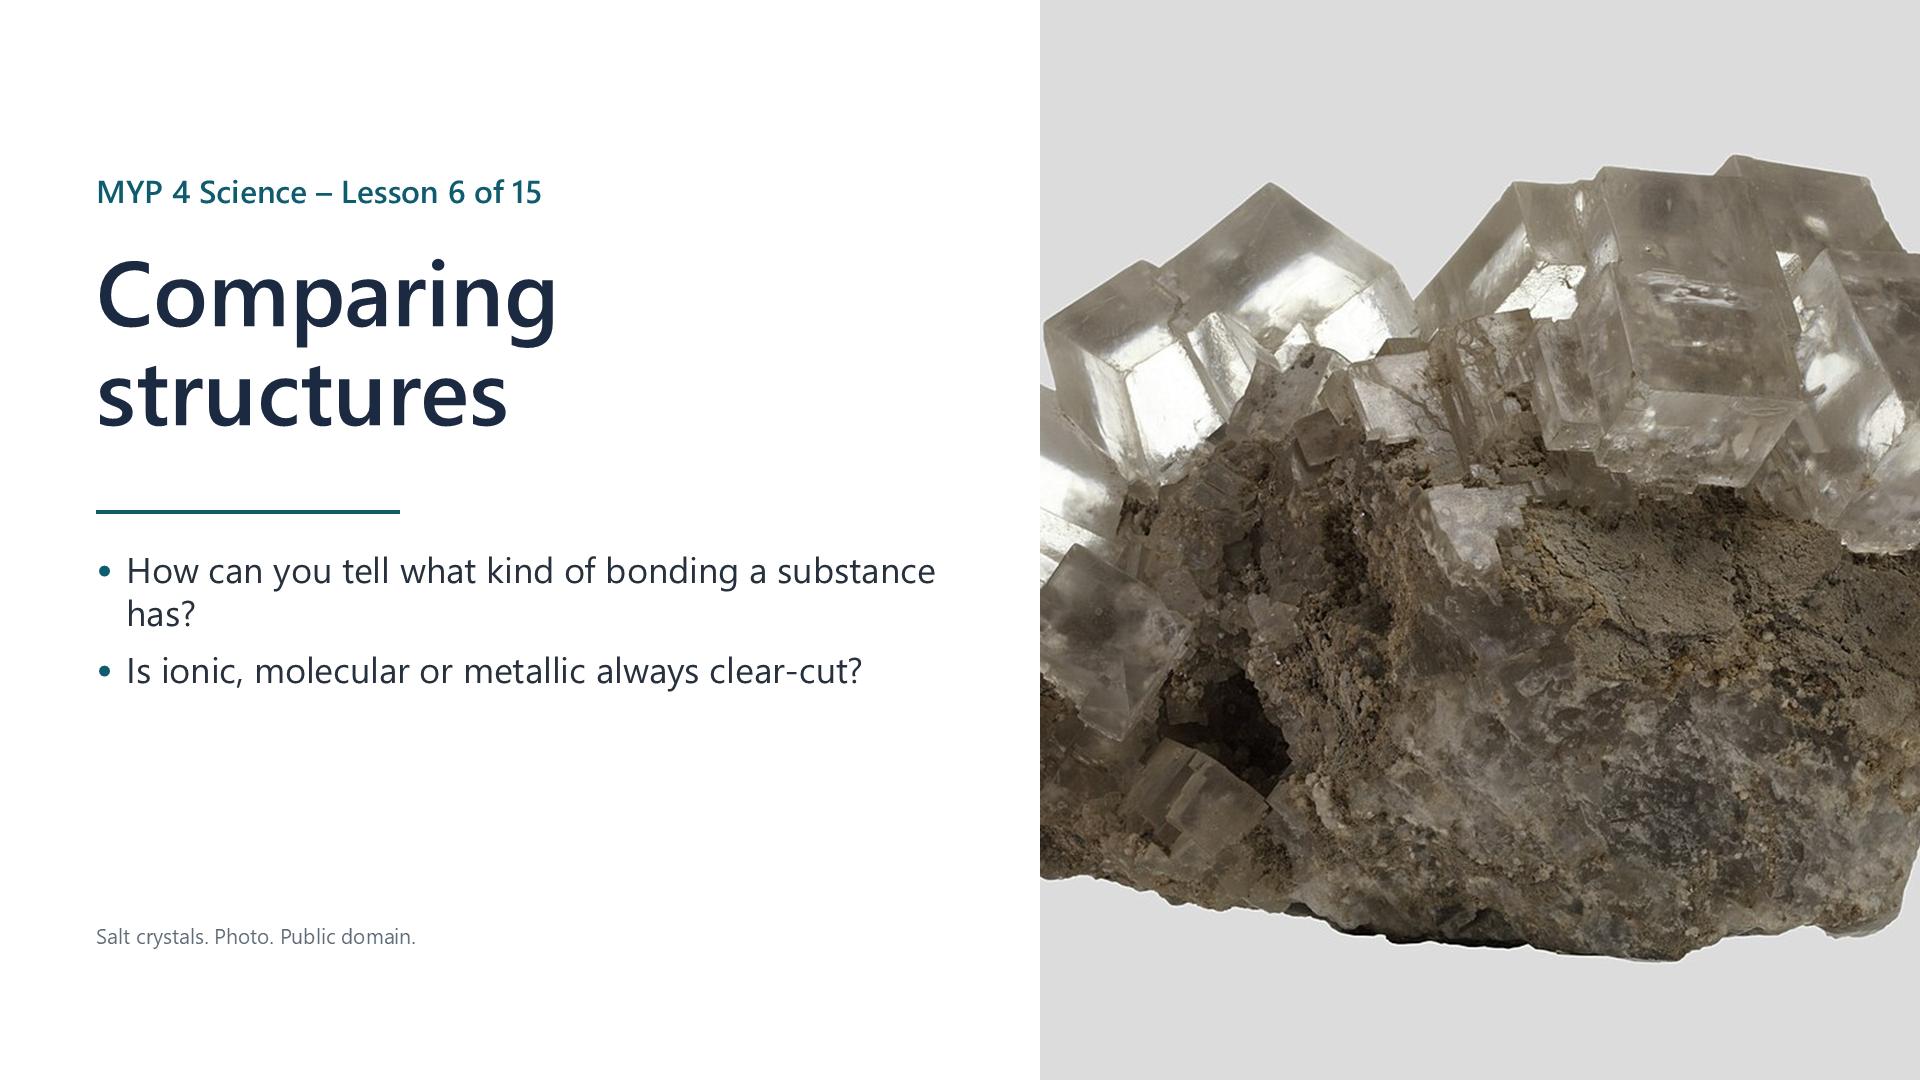 MYP 4 Science – Lesson 6 of 15
Comparing
structures
• How can you tell what kind of bonding a substance
has?
• Is ionic, molecular or metallic always clear-cut?
Salt crystals. Photo. Public domain.